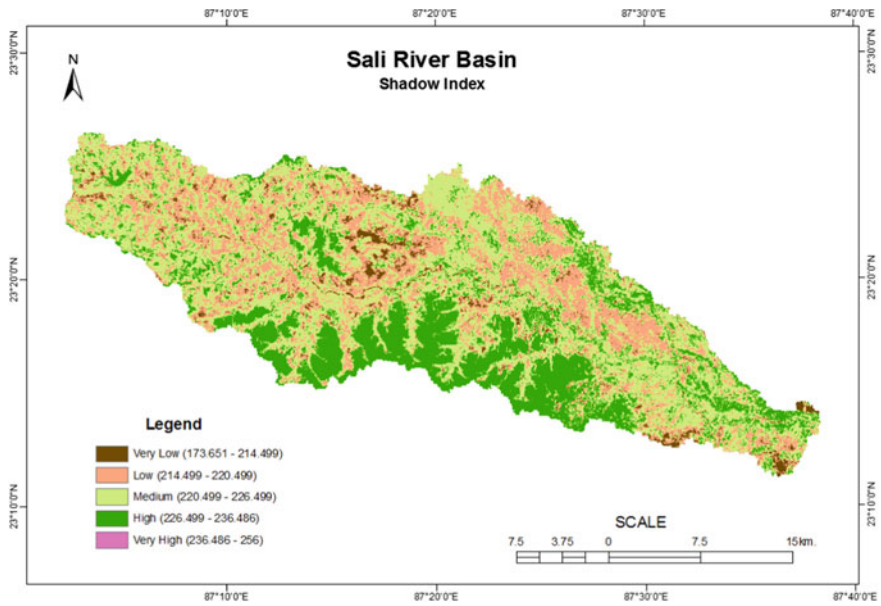 87°10'0"E 87°20'0"E 87°30'0"E 87°40'0"E
23°30'0"N 23°30'0"N
Sali River Basin
Shadow Index
N
23°20'0"N 23°20'0"N
Legend
Very Low (173.651 - 214.499)
Low (214.499 - 220.499)
Medium (220.499 - 226.499)
High (226.499 - 236.486)
Very High (236.486 - 256)
23°10'0"N 23°10'0"N
SCALE
7.5 3.75 0 7.5 15km.
87°10'0"E 87°20'0"E 87°30'0"E 87°40'0"E